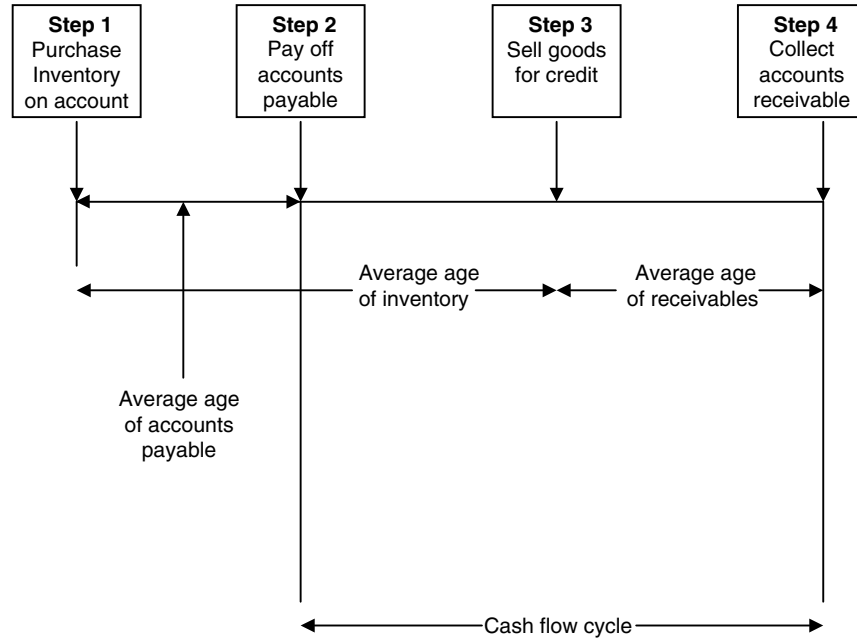 Step 1
Purchase
Inventory
on account
Step 2
Pay off
accounts
payable
Step 3
Sell goods
for credit
Step 4
Collect
accounts
receivable
Average age
of inventory
Average age
of receivables
Average age
of accounts
payable
Cash flow cycle